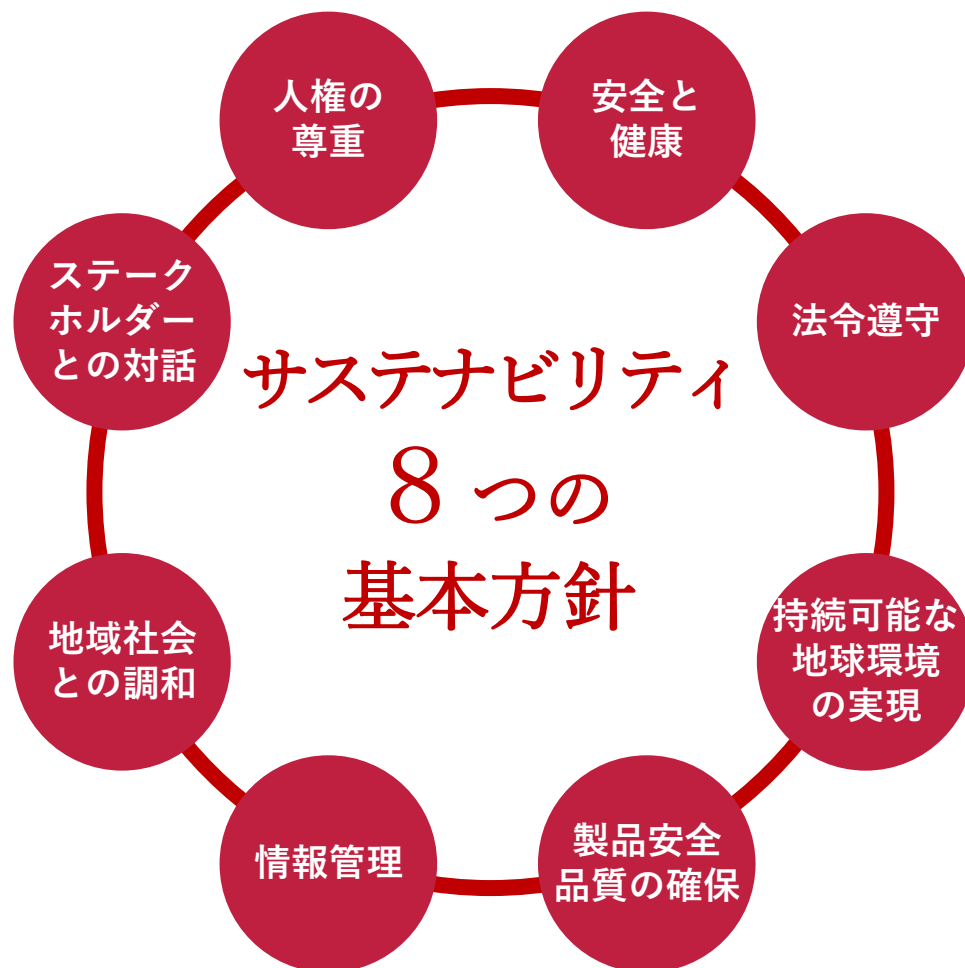 人権の
尊重
安全と
健康
ステーク
ホルダー
との対話
法令遵守
サステナビリティ
8つの
基本方針
地域社会
との調和
持続可能な
地球環境
の実現
情報管理
製品安全
品質の確保